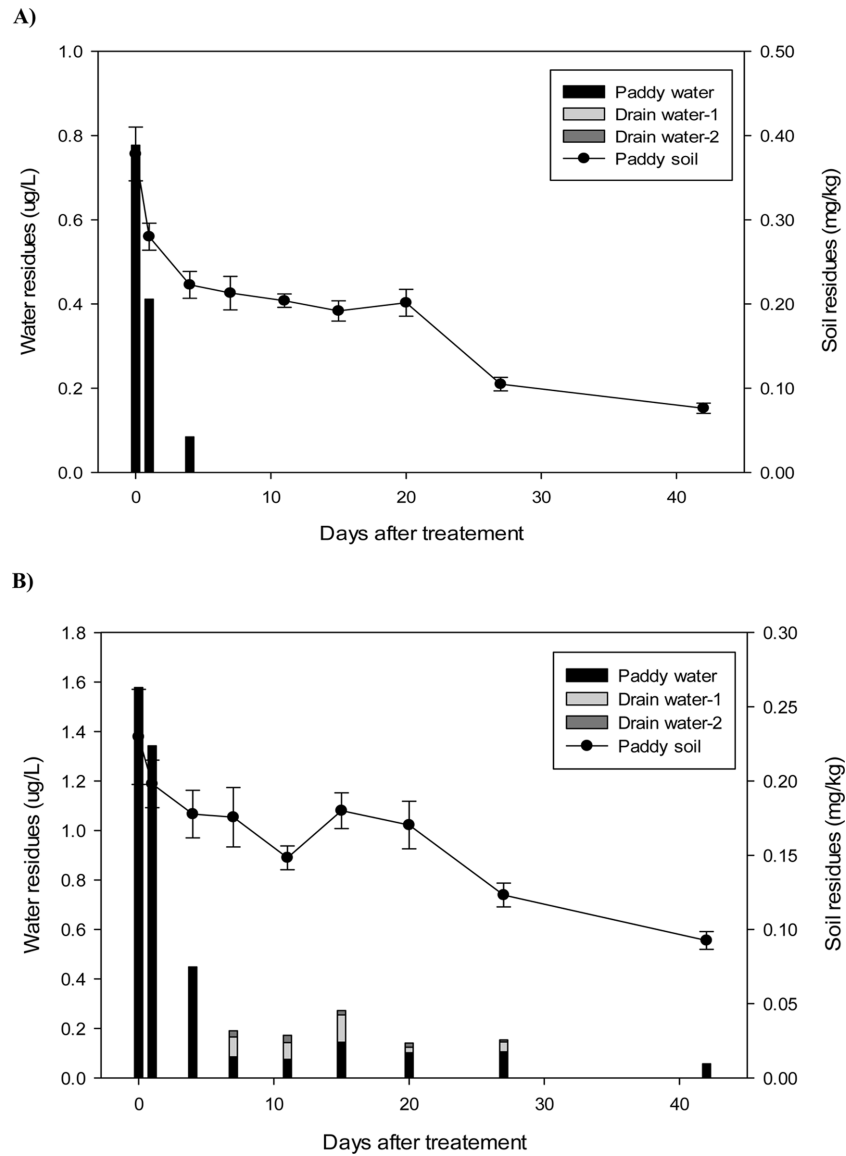 A)
1.0
0.8
0.6
0.4
0.2
0.0
Water residues (ug/L)
0.50
0.40
0.30
0.20
0.10
0.00
Soil residues (mg/kg)
Paddy water
Drain water-1
Drain water-2
Paddy soil
0 10 20 30 40
Days after treatement
B)
1.8
1.6
1.4
1.2
1.0
0.8
0.6
0.4
0.2
0.0
Water residues (ug/L)
0.30
0.25
0.20
0.15
0.10
0.05
0.00
Soil residues (mg/kg)
Paddy water
Drain water-1
Drain water-2
Paddy soil
0 10 20 30 40
Days after treatement